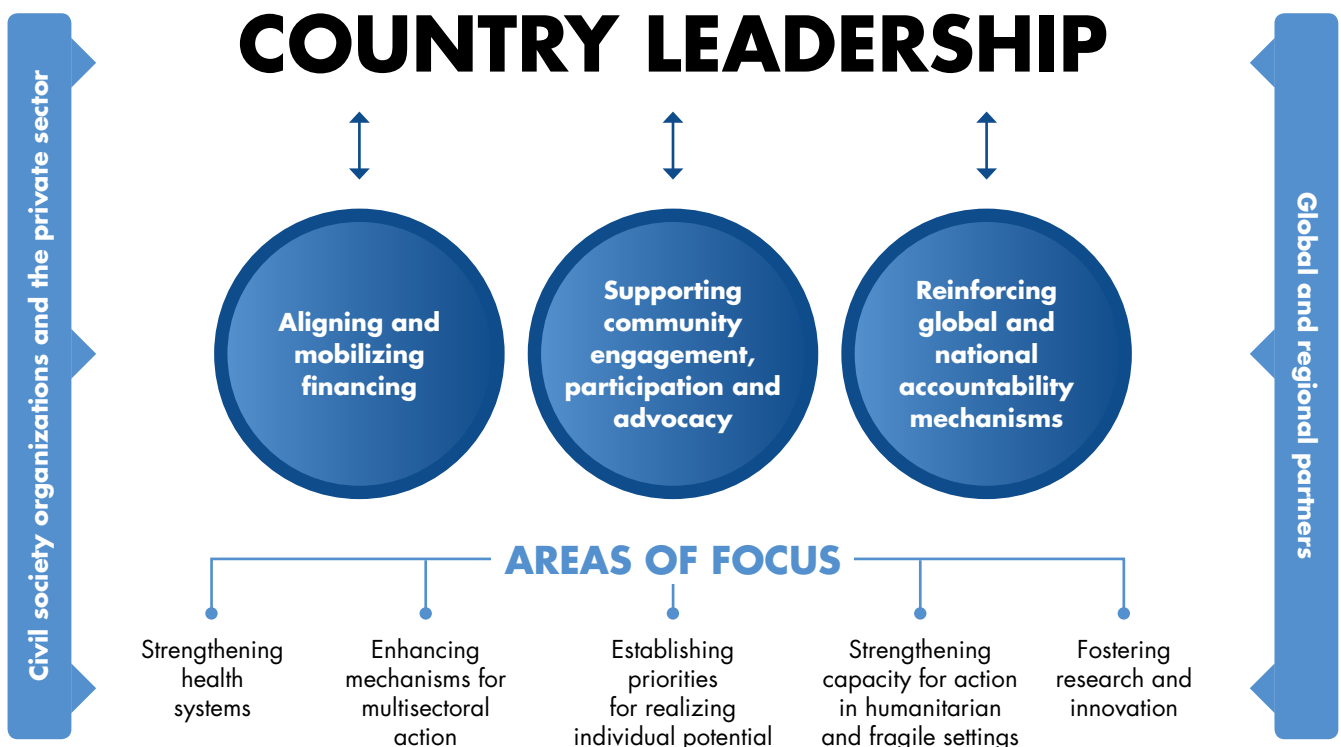 COUNTRY LEADERSHIP
Civil society organizations and the private sector
Aligning and
mobilizing
financing
Supporting
community
engagement,
participation and
advocacy
Reinforcing
global and
national
accountability
mechanisms
Global and regional partners
AREAS OF FOCUS
Strengthening
health
systems
Enhancing
mechanisms for
multisectoral
action
Establishing
priorities
for realizing
individual potential
Strengthening
capacity for action
in humanitarian
and fragile settings
Fostering
research and
innovation